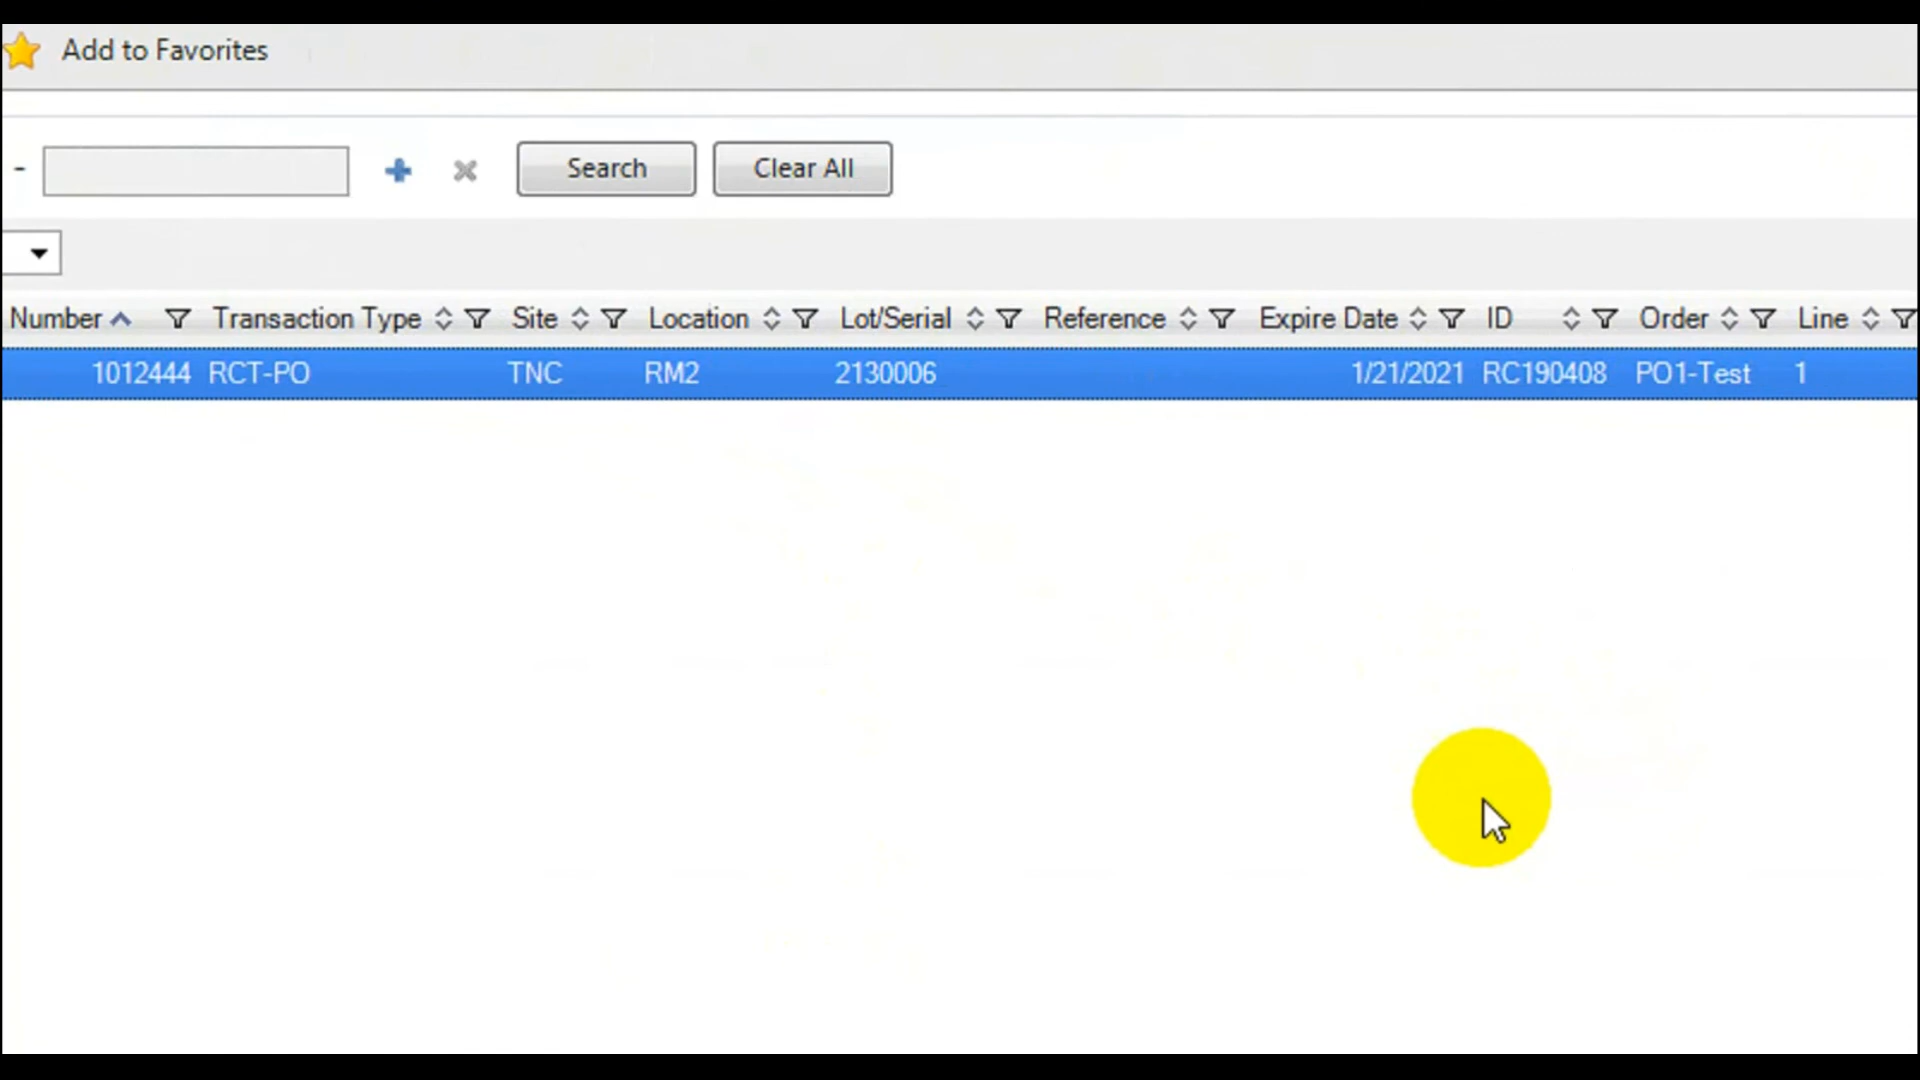 Add to Favorites
- Search Clear All
Number Transaction Type Site Location Lot/Serial Reference Expire Date ID Order Line
1012444 RCT-PO TNC RM2 2130006 1/21/2021 RC190408 PO1-Test 1